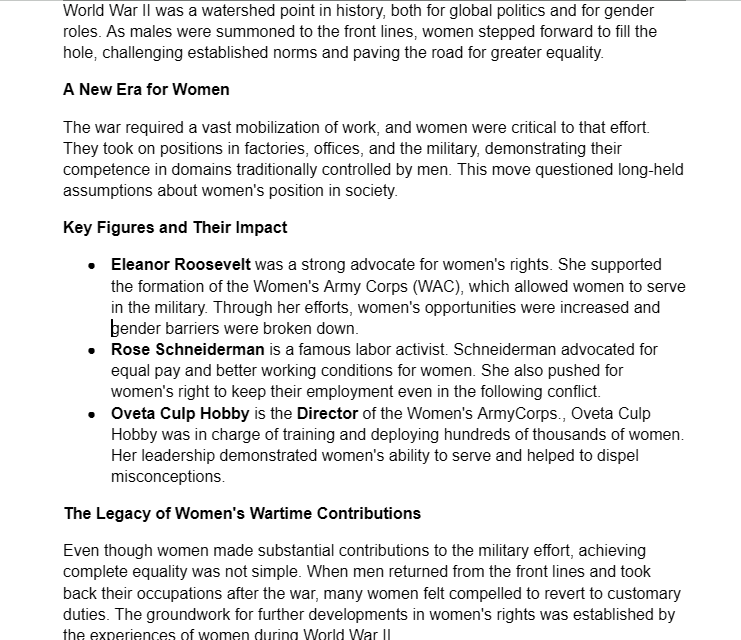 World War II was a watershed point in history, both for global politics and for gender
roles. As males were summoned to the front lines, women stepped forward to fill the
hole, challenging established norms and paving the road for greater equality.
A New Era for Women
The war required a vast mobilization of work, and women were critical to that effort.
They took on positions in factories, offices, and the military, demonstrating their
competence in domains traditionally controlled by men. This move questioned long-held
assumptions about women's position in society.
Key Figures and Their Impact
● Eleanor Roosevelt was a strong advocate for women's rights. She supported
the formation of the Women's Army Corps (WAC), which allowed women to serve
in the military. Through her efforts, women's opportunities were increased and
gender barriers were broken down.
● Rose Schneiderman is a famous labor activist. Schneiderman advocated for
equal pay and better working conditions for women. She also pushed for
women's right to keep their employment even in the following conflict.
● Oveta Culp Hobby is the Director of the Women's ArmyCorps., Oveta Culp
Hobby was in charge of training and deploying hundreds of thousands of women.
Her leadership demonstrated women's ability to serve and helped to dispel
misconceptions.
The Legacy of Women's Wartime Contributions
Even though women made substantial contributions to the military effort, achieving
complete equality was not simple. When men returned from the front lines and took
back their occupations after the war, many women felt compelled to revert to customary
duties. The groundwork for further developments in women's rights was established by
the experiences of women during World War II